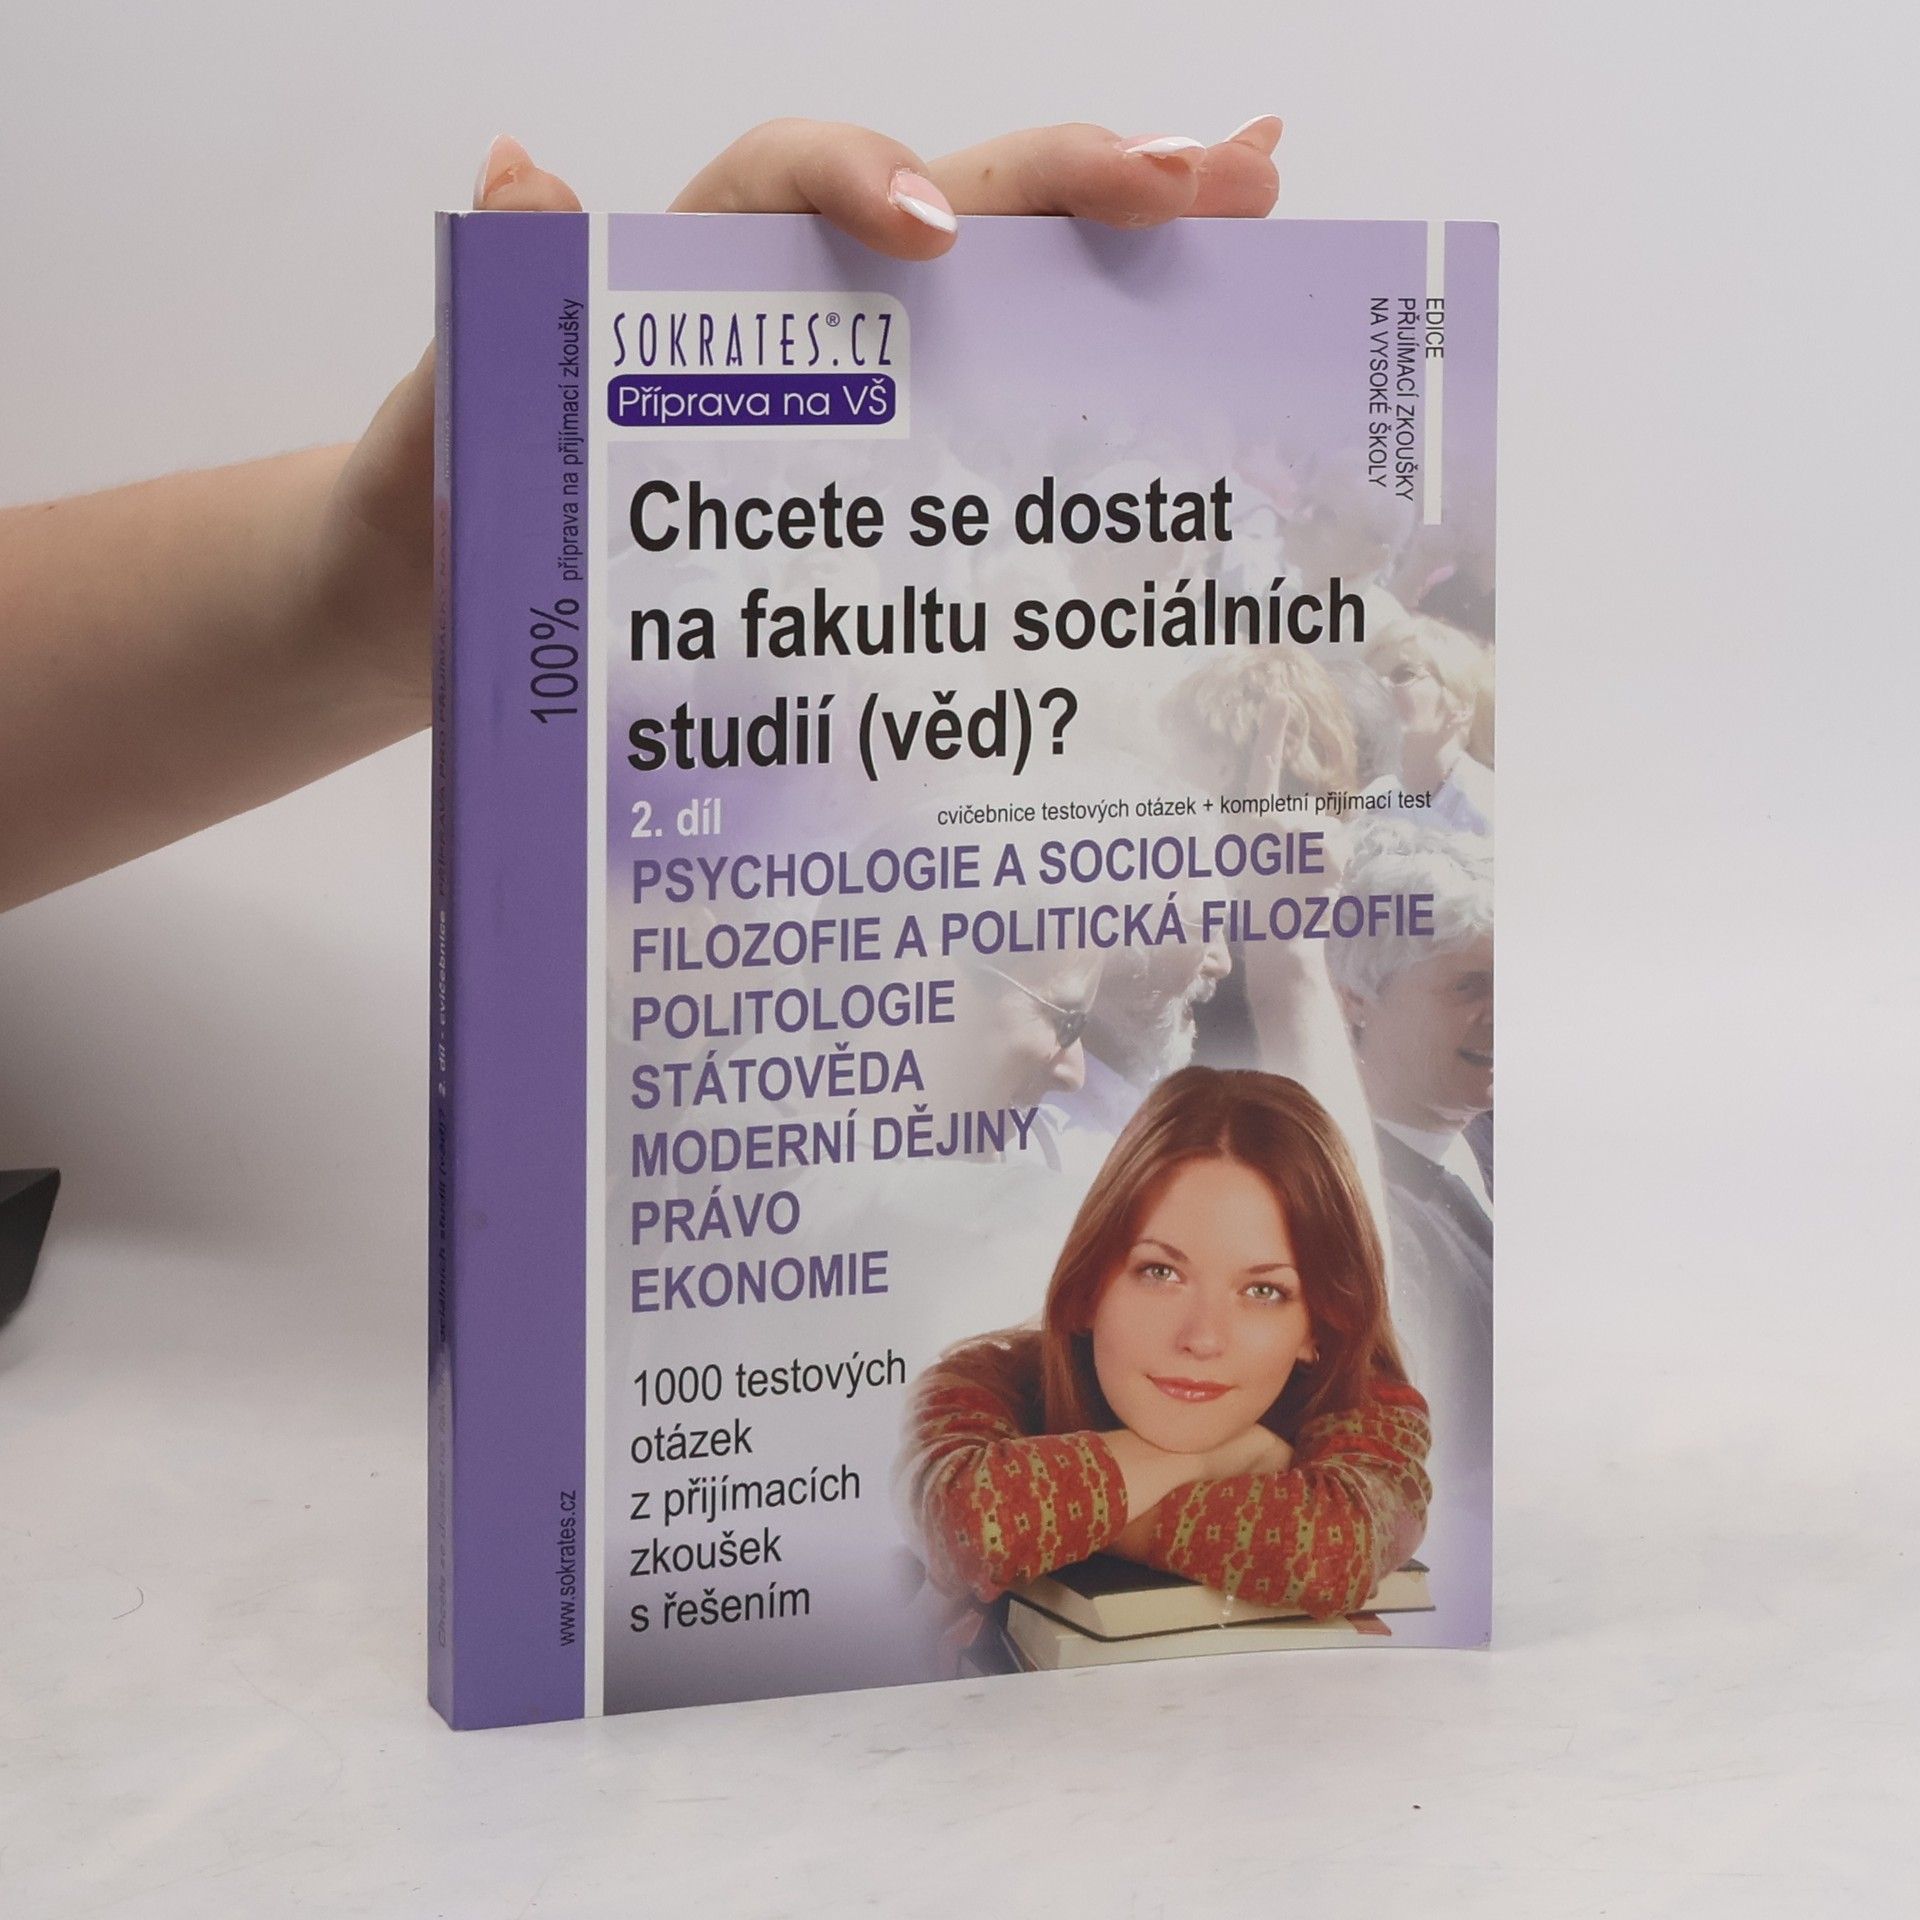 SOKRATES.CZ®
Příprava na VŠ
EDICE
PŘIJÍMACÍ ZKOUŠKY
NA VYSOKÉ ŠKOLY
100% příprava na přijímací zkoušky
Chcete se dostat
na fakultu sociálních
studií (věd)?
2. díl
cvičebnice testových otázek + kompletní přijímací test
PSYCHOLOGIE A SOCIOLOGIE
FILOZOFIE A POLITICKÁ FILOZOFIE
POLITOLOGIE
STÁTOVĚDA
MODERNÍ DĚJINY
PRÁVO
EKONOMIE
1000 testových
otázek
z přijímacích
zkoušek
s řešením
www.sokrates.cz